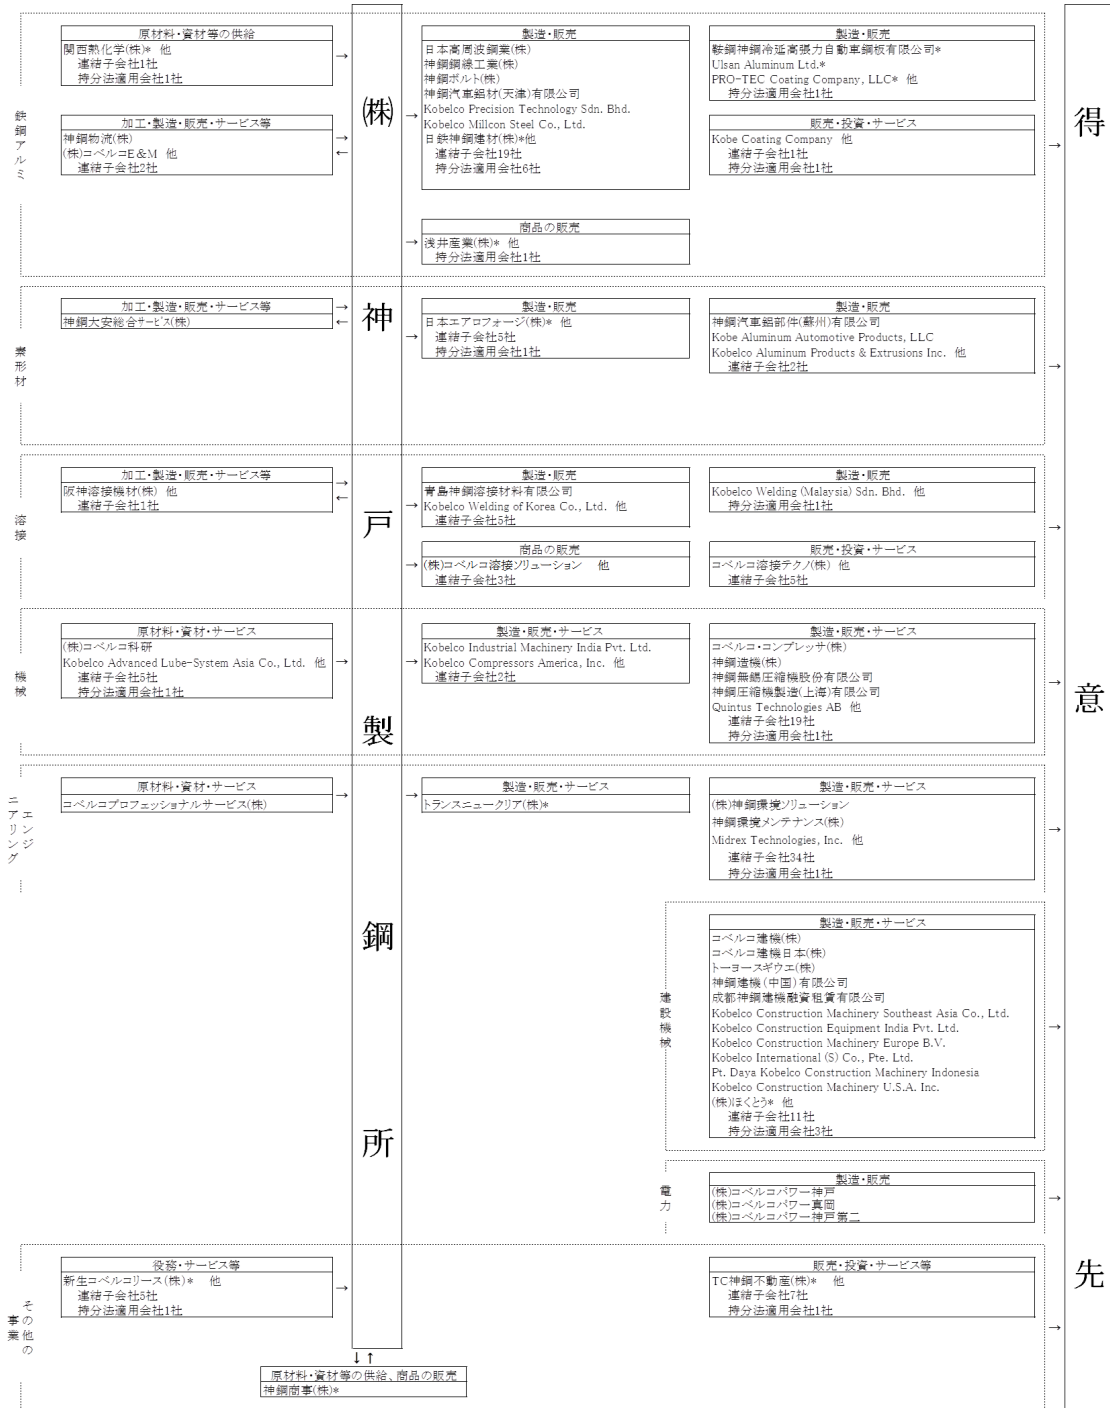 鉄鋼アルミ
原材料・資材等の供給
関西熱化学(株)* 他
連結子会社1社
持分法適用会社1社
→
加工・製造・販売・サービス等
神鋼物流(株)
(株)コベルコE&M 他
連結子会社2社
→
←
㈱神戸製鋼所
→
製造・販売
日本高周波鋼業(株)
神鋼鋼線工業(株)
神鋼ボルト(株)
神鋼汽車鋁材(天津)有限公司
Kobelco Precision Technology Sdn. Bhd.
Kobelco Millcon Steel Co., Ltd.
日鉄神鋼建材(株)*他
連結子会社19社
持分法適用会社6社
→
商品の販売
浅井産業(株)* 他
持分法適用会社1社
製造・販売
鞍鋼神鋼冷延高張力自動車鋼板有限公司*
Ulsan Aluminum Ltd.*
PRO-TEC Coating Company, LLC* 他
持分法適用会社1社
販売・投資・サービス
Kobe Coating Company 他
連結子会社1社
持分法適用会社1社
→
得意先
素形材
加工・製造・販売・サービス等
神鋼大安総合サービス(株)
→
←
→
製造・販売
日本エアロフォージ(株)* 他
連結子会社5社
持分法適用会社1社
製造・販売
神鋼汽車鋁部件(蘇州)有限公司
Kobe Aluminum Automotive Products, LLC
Kobelco Aluminum Products & Extrusions Inc. 他
連結子会社2社
→
溶接
加工・製造・販売・サービス等
阪神溶接機材(株) 他
連結子会社1社
→
←
→
製造・販売
青島神鋼溶接材料有限公司
Kobelco Welding of Korea Co., Ltd. 他
連結子会社5社
→
商品の販売
(株)コベルコ溶接ソリューション 他
連結子会社3社
製造・販売
Kobelco Welding (Malaysia) Sdn. Bhd. 他
持分法適用会社1社
販売・投資・サービス
コベルコ溶接テクノ(株) 他
連結子会社5社
→
機械
原材料・資材・サービス
(株)コベルコ科研
Kobelco Advanced Lube-System Asia Co., Ltd. 他
連結子会社5社
持分法適用会社1社
→
→
製造・販売・サービス
Kobelco Industrial Machinery India Pvt. Ltd.
Kobelco Compressors America, Inc. 他
連結子会社2社
製造・販売・サービス
コベルコ・コンプレッサ(株)
神鋼造機(株)
神鋼無錫圧縮機股份有限公司
神鋼圧縮機製造(上海)有限公司
Quintus Technologies AB 他
連結子会社19社
持分法適用会社1社
→
エンジニアリング
原材料・資材・サービス
コベルコプロフェッショナルサービス(株)
→
→
製造・販売・サービス
トランスニュークリア(株)*
製造・販売・サービス
(株)神鋼環境ソリューション
神鋼環境メンテナンス(株)
Midrex Technologies, Inc. 他
連結子会社34社
持分法適用会社1社
→
建設機械
製造・販売・サービス
コベルコ建機(株)
コベルコ建機日本(株)
トーヨースギウエ(株)
神鋼建機(中国)有限公司
成都神鋼建機融資租賃有限公司
Kobelco Construction Machinery Southeast Asia Co., Ltd.
Kobelco Construction Equipment India Pvt. Ltd.
Kobelco Construction Machinery Europe B.V.
Kobelco International (S) Co., Pte. Ltd.
Pt. Daya Kobelco Construction Machinery Indonesia
Kobelco Construction Machinery U.S.A. Inc.
(株)ほくとう* 他
連結子会社11社
持分法適用会社3社
→
電力
製造・販売
(株)コベルコパワー神戸
(株)コベルコパワー真岡
(株)コベルコパワー神戸第二
→
その他の事業
役務・サービス等
新生コベルコリース(株)* 他
連結子会社5社
持分法適用会社1社
→
販売・投資・サービス等
TC神鋼不動産(株)* 他
連結子会社7社
持分法適用会社1社
→
↓↑
原材料・資材等の供給、商品の販売
神鋼商事(株)*